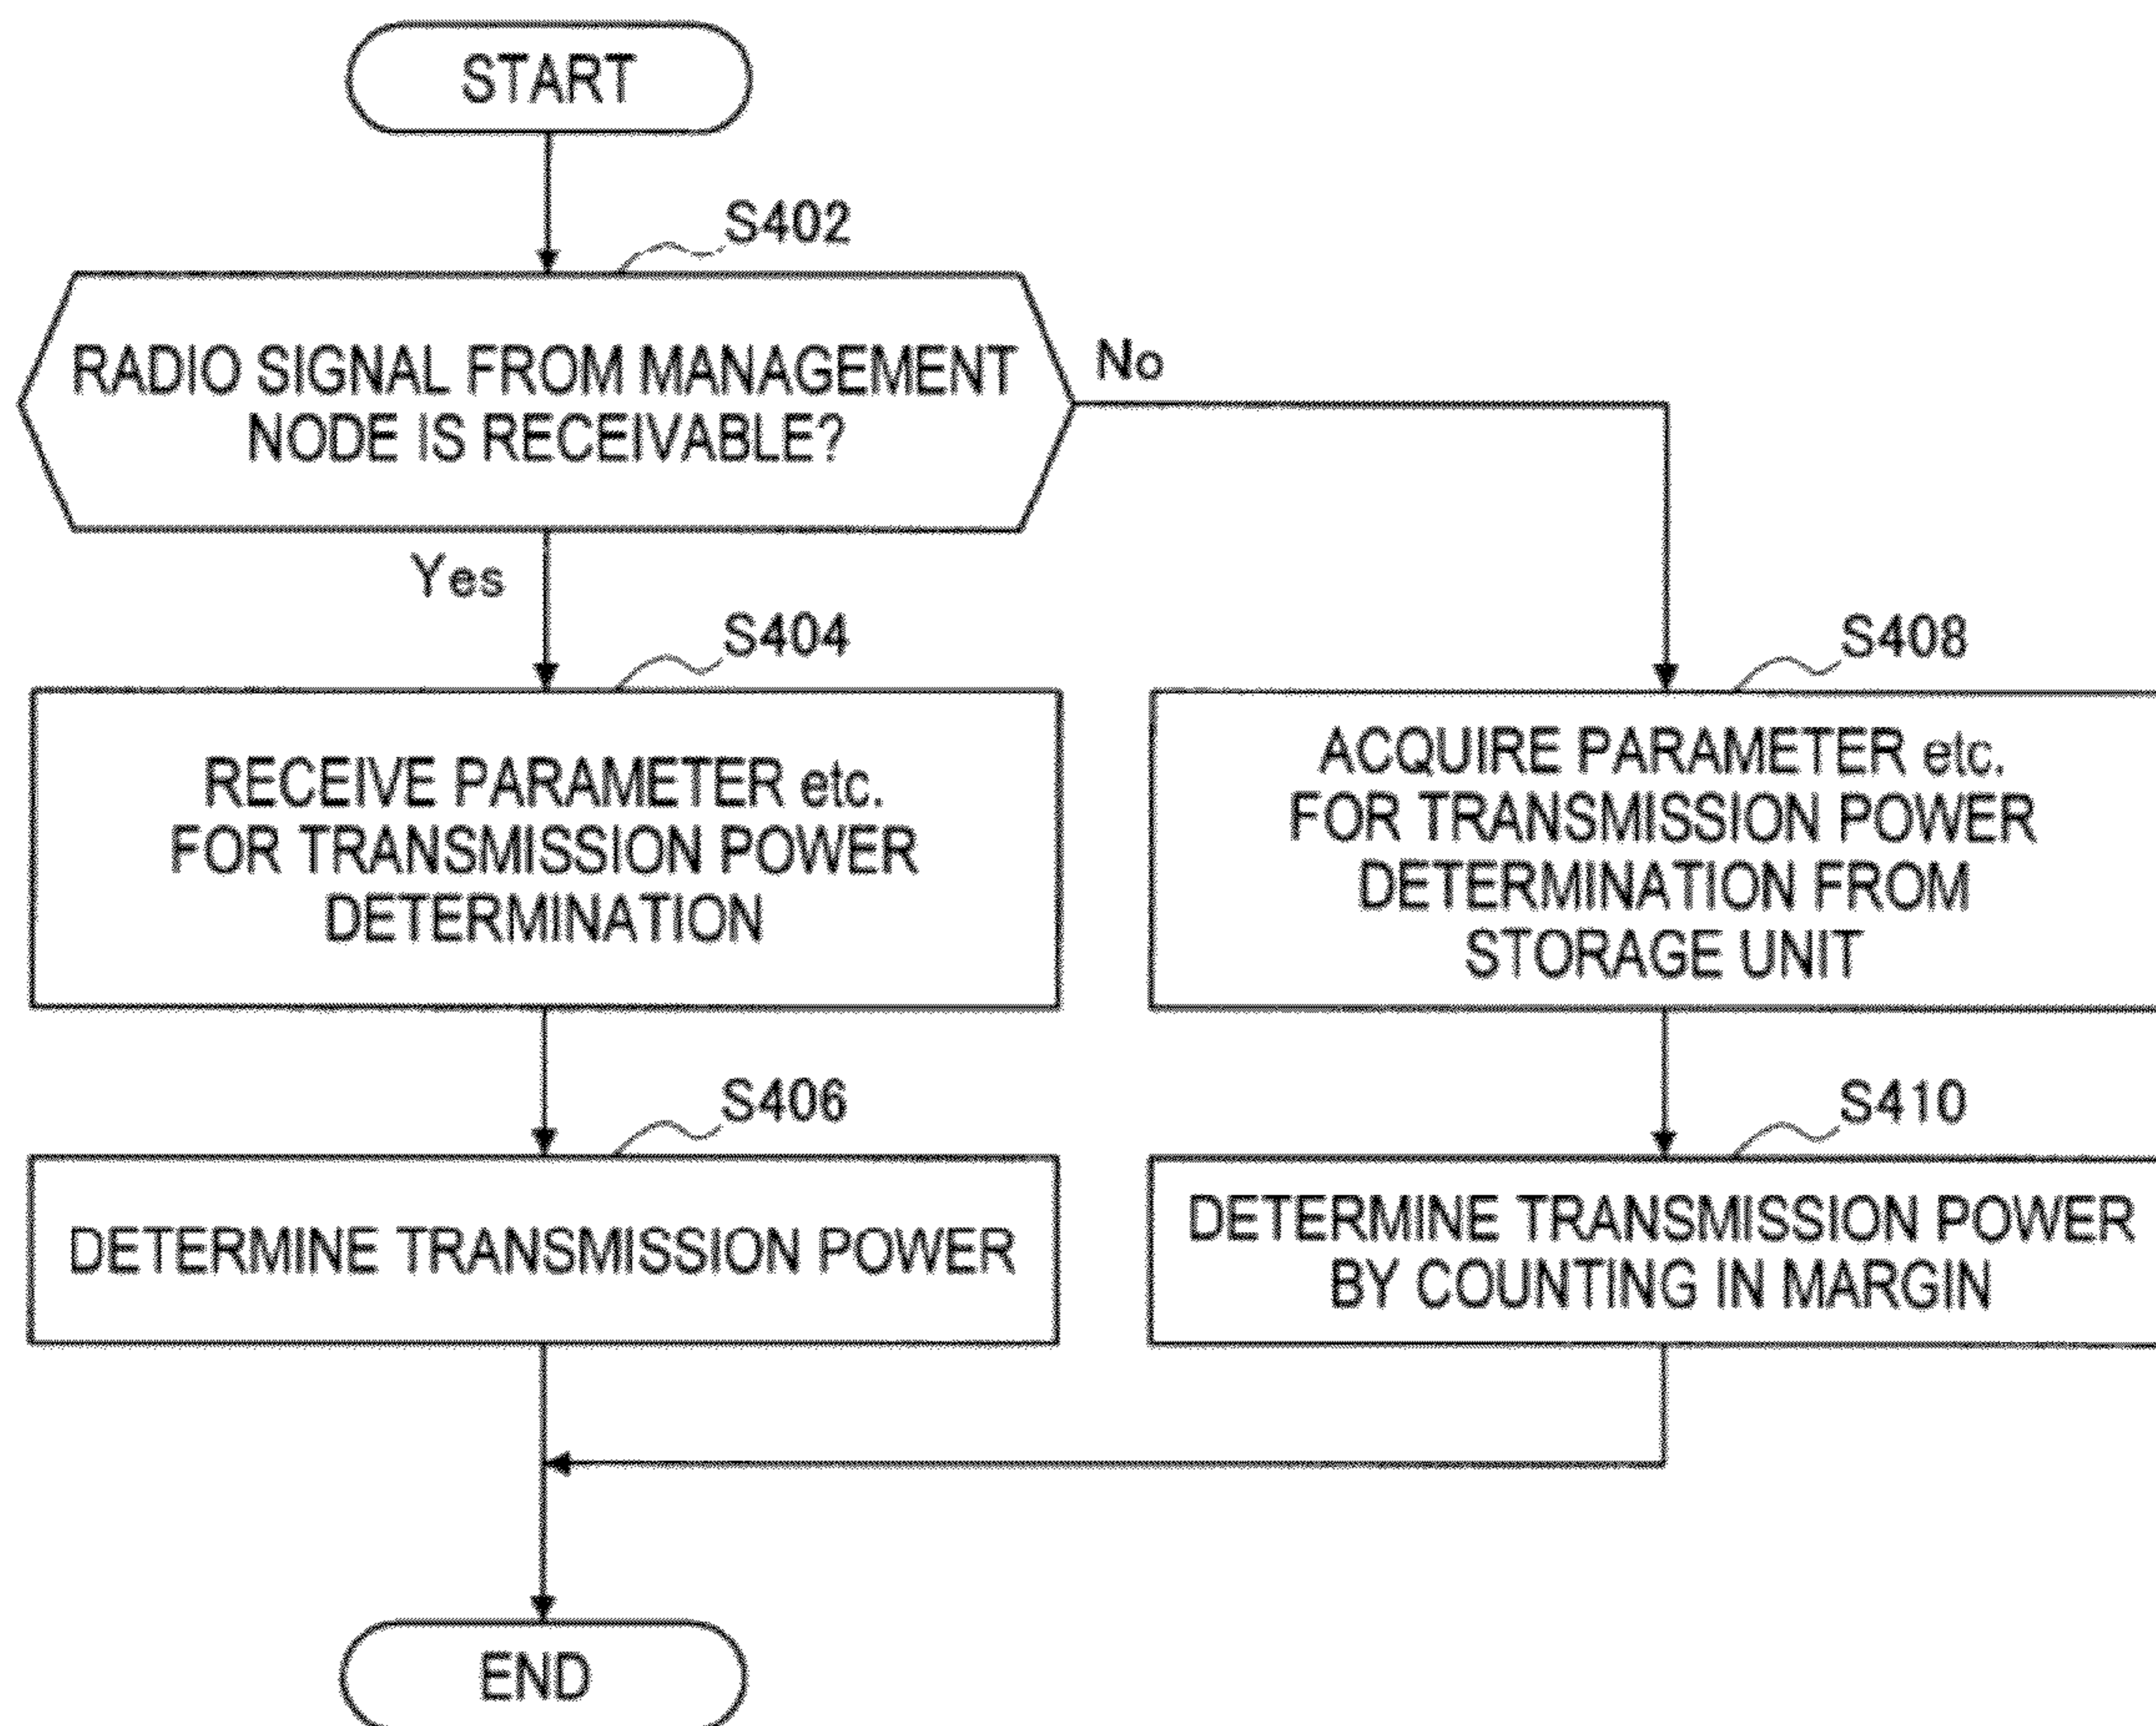 START
S402
RADIO SIGNAL FROM MANAGEMENT
NODE IS RECEIVABLE?
No
Yes
S404
RECEIVE PARAMETER etc.
FOR TRANSMISSION POWER
DETERMINATION
S408
ACQUIRE PARAMETER etc.
FOR TRANSMISSION POWER
DETERMINATION FROM
STORAGE UNIT
S406
DETERMINE TRANSMISSION POWER
S410
DETERMINE TRANSMISSION POWER
BY COUNTING IN MARGIN
END